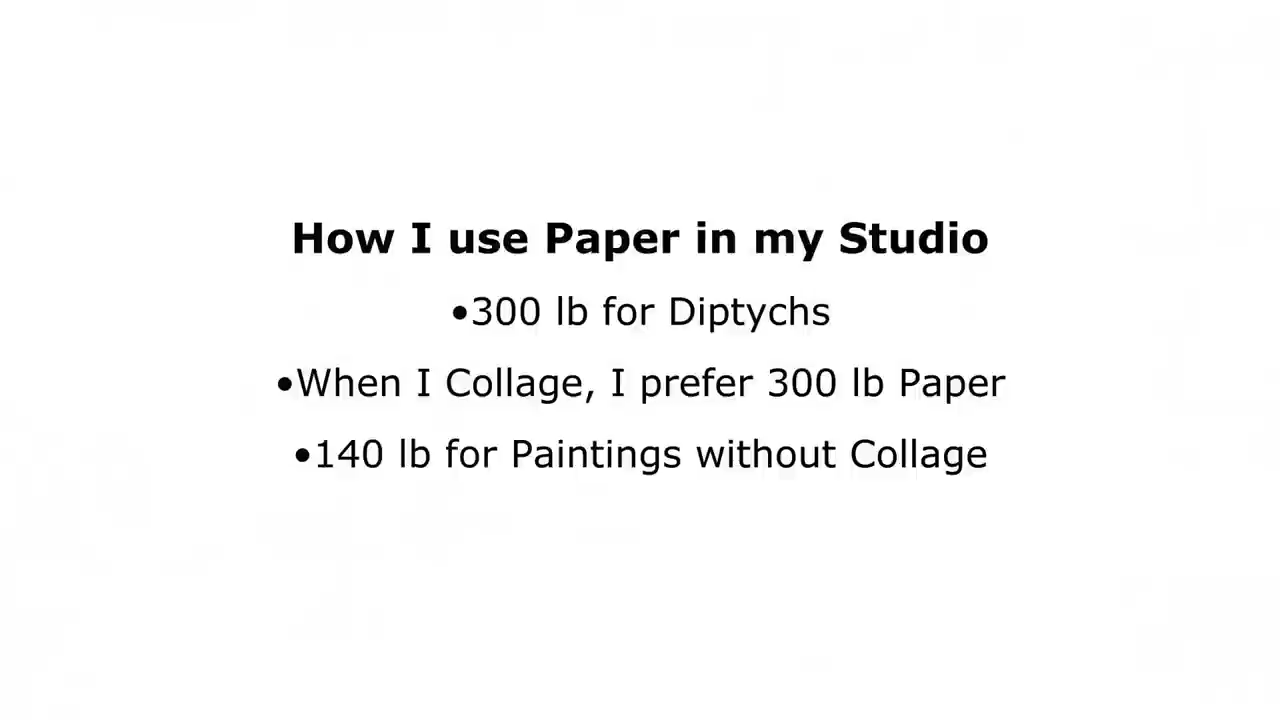 How I use Paper in my Studio
•300 lb for Diptychs
•When I Collage, I prefer 300 lb Paper
•140 lb for Paintings without Collage